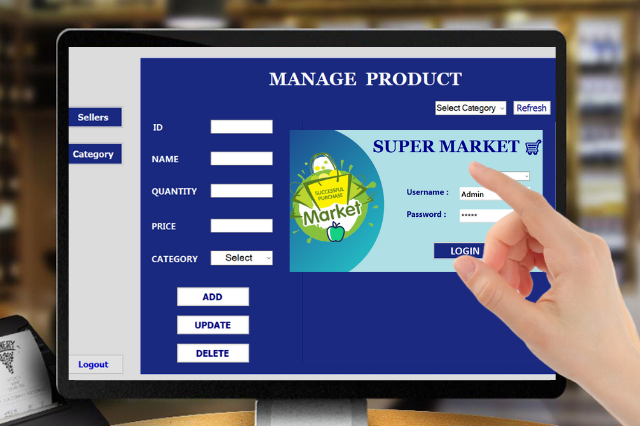 MANAGE PRODUCT
Select Category
Refresh
Sellers
Category
ID
NAME
QUANTITY
PRICE
CATEGORY
Select
ADD
UPDATE
DELETE
Logout
SUPER MARKET
SUCCESSFUL
PURCHASE
Market
Username :
Admin
Password :
*****
LOGIN